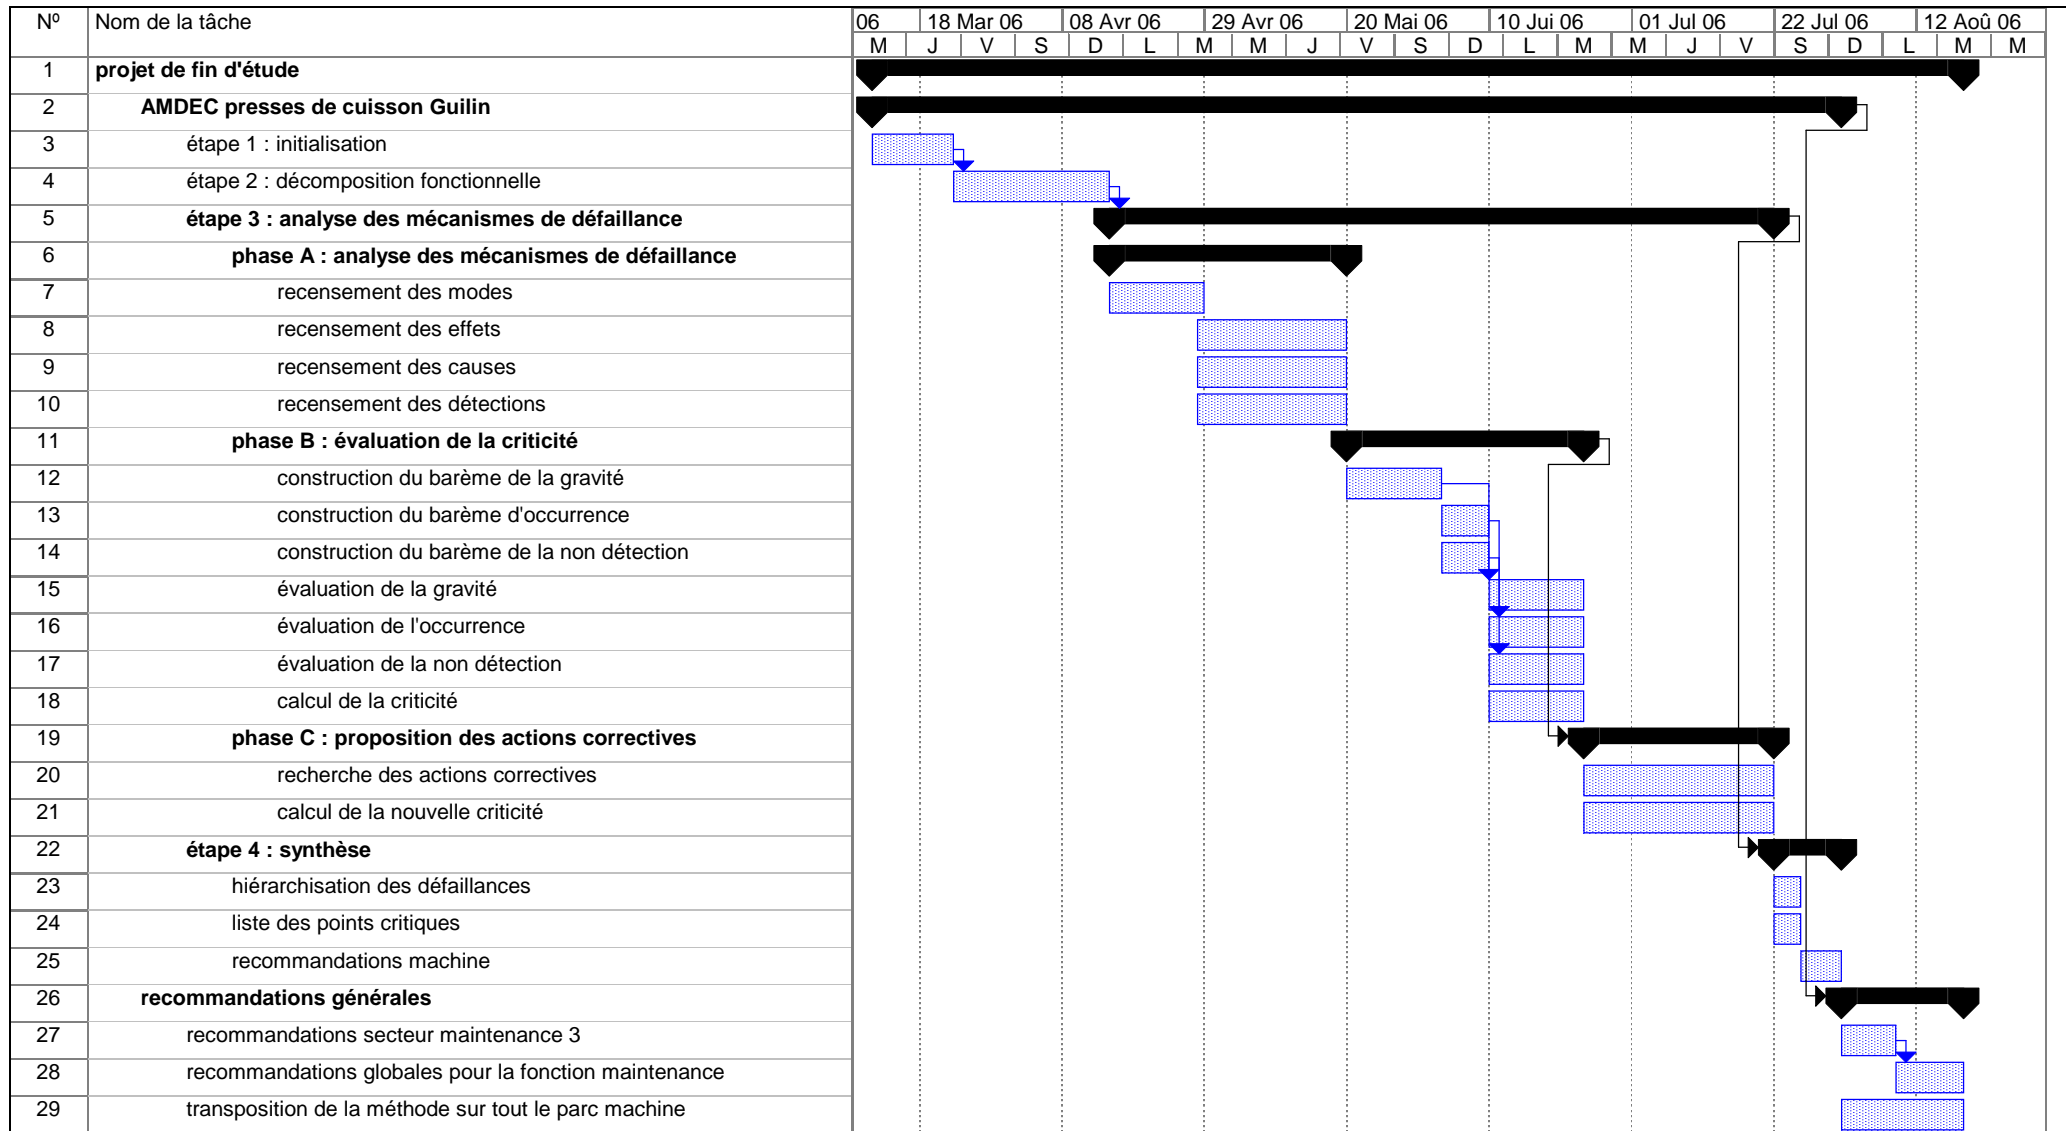 Nº Nom de la tâche 06 18 Mar 06 08 Avr 06 29 Avr 06 20 Mai 06 10 Jui 06 01 Jul 06 22 Jul 06 12 Aoû 06
M J V S D L M M J V S D L M M J V S D L M M
1 projet de fin d'étude
2 AMDEC presses de cuisson Guilin
3 étape 1 : initialisation
4 étape 2 : décomposition fonctionnelle
5 étape 3 : analyse des mécanismes de défaillance
6 phase A : analyse des mécanismes de défaillance
7 recensement des modes
8 recensement des effets
9 recensement des causes
10 recensement des détections
11 phase B : évaluation de la criticité
12 construction du barème de la gravité
13 construction du barème d'occurrence
14 construction du barème de la non détection
15 évaluation de la gravité
16 évaluation de l'occurrence
17 évaluation de la non détection
18 calcul de la criticité
19 phase C : proposition des actions correctives
20 recherche des actions correctives
21 calcul de la nouvelle criticité
22 étape 4 : synthèse
23 hiérarchisation des défaillances
24 liste des points critiques
25 recommandations machine
26 recommandations générales
27 recommandations secteur maintenance 3
28 recommandations globales pour la fonction maintenance
29 transposition de la méthode sur tout le parc machine